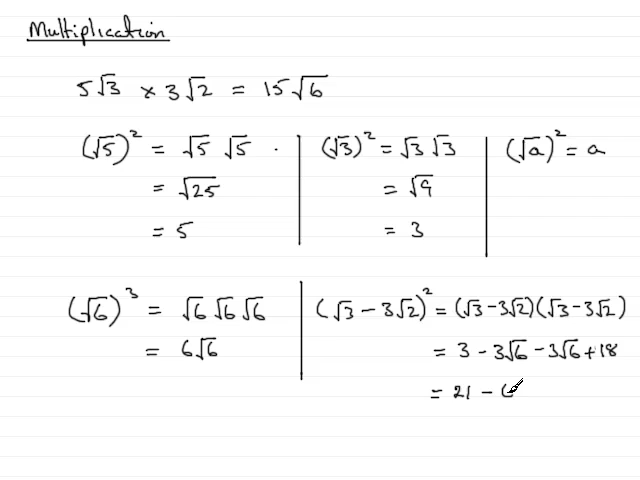 Multiplication
5√3 × 3√2 = 15√6
(√5)² = √5 √5 .
= √25
= 5
(√3)² = √3 √3
= √9
= 3
(√a)² = a
(√6)³ = √6 √6 √6
= 6√6
(√3 - 3√2)² = (√3 - 3√2)(√3 - 3√2)
= 3 - 3√6 - 3√6 + 18
= 21 -